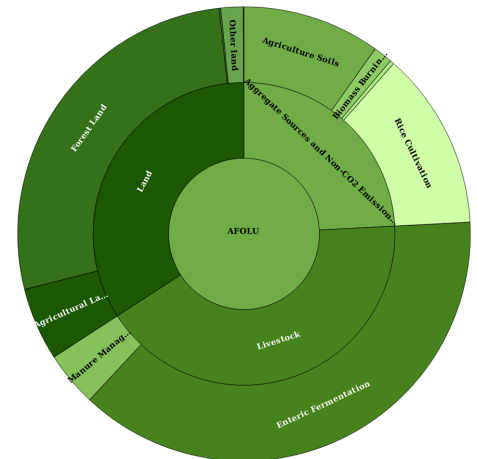 Other land
Agriculture Soils
Biomass Burnin...
Rice Cultivation
Forest Land
Aggregate Sources and Non-CO2 Emission...
Land
AFOLU
Agricultural La...
Manure Manag...
Livestock
Enteric Fermentation